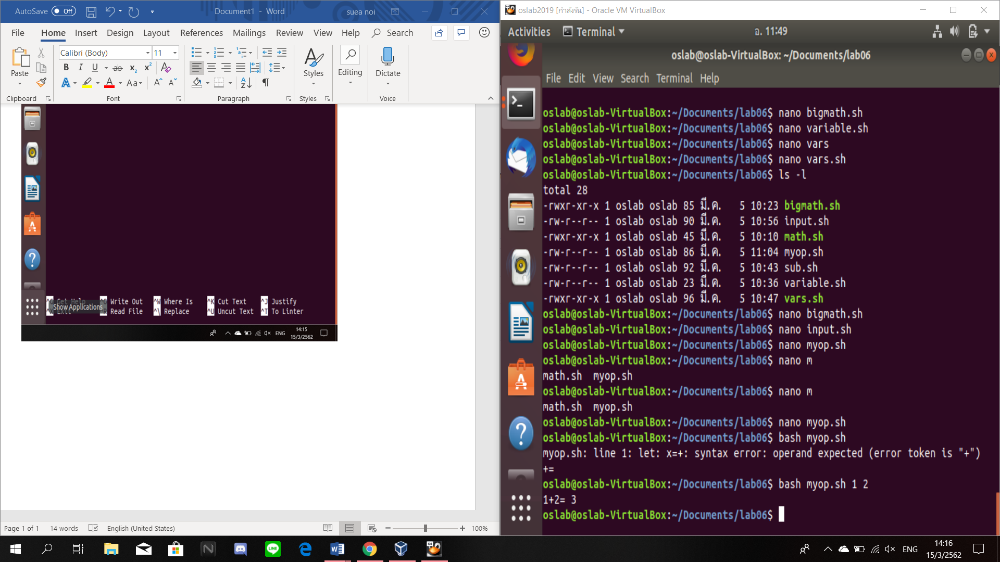 AutoSave Off Document1 - Word suea noi
File Home Insert Design Layout References Mailings Review View Help Search
Calibri (Body) 11
Paste
Styles
Editing
Dictate
Clipboard Font Paragraph Styles Voice
^G Get Help Write Out ^W Where Is ^K Cut Text ^J Justify
Show Applications
Exit Read File ^\ Replace ^U Uncut Text ^T To Linter
ENG 14:15
15/3/2562
Page 1 of 1 14 words English (United States) 100%
oslab2019 [กำลังรัน] - Oracle VM VirtualBox
Activities Terminal อ. 11:49
oslab@oslab-VirtualBox: ~/Documents/lab06
File Edit View Search Terminal Help
oslab@oslab-VirtualBox:~/Documents/lab06$ nano bigmath.sh
oslab@oslab-VirtualBox:~/Documents/lab06$ nano variable.sh
oslab@oslab-VirtualBox:~/Documents/lab06$ nano vars
oslab@oslab-VirtualBox:~/Documents/lab06$ nano vars.sh
oslab@oslab-VirtualBox:~/Documents/lab06$ ls -l
total 28
-rwxr-xr-x 1 oslab oslab 85 มี.ค. 5 10:23 bigmath.sh
-rw-r--r-- 1 oslab oslab 90 มี.ค. 5 10:56 input.sh
-rwxr-xr-x 1 oslab oslab 45 มี.ค. 5 10:10 math.sh
-rw-r--r-- 1 oslab oslab 86 มี.ค. 5 11:04 myop.sh
-rw-r--r-- 1 oslab oslab 92 มี.ค. 5 10:43 sub.sh
-rw-r--r-- 1 oslab oslab 23 มี.ค. 5 10:36 variable.sh
-rwxr-xr-x 1 oslab oslab 96 มี.ค. 5 10:47 vars.sh
oslab@oslab-VirtualBox:~/Documents/lab06$ nano bigmath.sh
oslab@oslab-VirtualBox:~/Documents/lab06$ nano input.sh
oslab@oslab-VirtualBox:~/Documents/lab06$ nano myop.sh
oslab@oslab-VirtualBox:~/Documents/lab06$ nano m
math.sh myop.sh
oslab@oslab-VirtualBox:~/Documents/lab06$ nano m
math.sh myop.sh
oslab@oslab-VirtualBox:~/Documents/lab06$ nano myop.sh
oslab@oslab-VirtualBox:~/Documents/lab06$ bash myop.sh
myop.sh: line 1: let: x=+: syntax error: operand expected (error token is "+")
+=
oslab@oslab-VirtualBox:~/Documents/lab06$ bash myop.sh 1 2
1+2= 3
oslab@oslab-VirtualBox:~/Documents/lab06$
ENG 14:16
15/3/2562